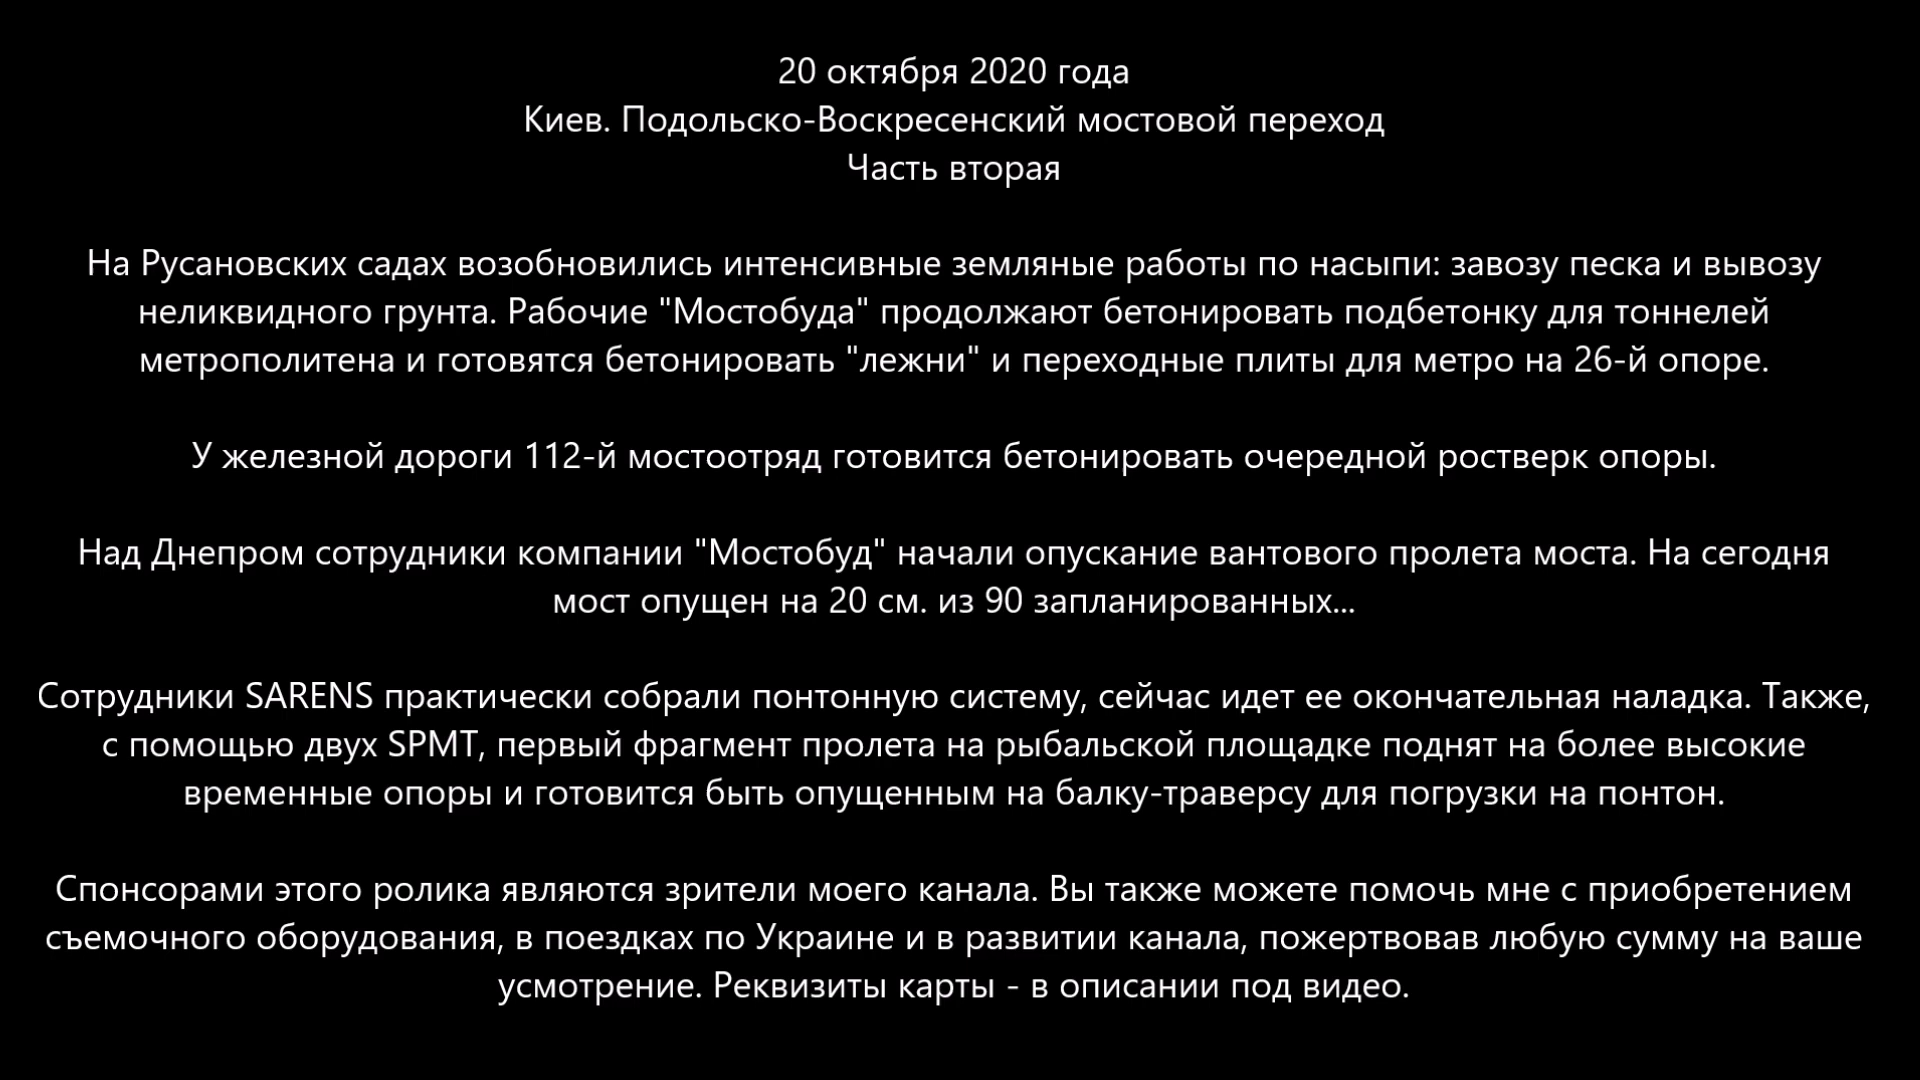 20 октября 2020 года
Киев. Подольско-Воскресенский мостовой переход
Часть вторая
На Русановских садах возобновились интенсивные земляные работы по насыпи: завозу песка и вывозу
неликвидного грунта. Рабочие "Мостобуда" продолжают бетонировать подбетонку для тоннелей
метрополитена и готовятся бетонировать "лежни" и переходные плиты для метро на 26-й опоре.
У железной дороги 112-й мостоотряд готовится бетонировать очередной ростверк опоры.
Над Днепром сотрудники компании "Мостобуд" начали опускание вантового пролета моста. На сегодня
мост опущен на 20 см. из 90 запланированных...
Сотрудники SARENS практически собрали понтонную систему, сейчас идет ее окончательная наладка. Также,
с помощью двух SPMT, первый фрагмент пролета на рыбальской площадке поднят на более высокие
временные опоры и готовится быть опущенным на балку-траверсу для погрузки на понтон.
Спонсорами этого ролика являются зрители моего канала. Вы также можете помочь мне с приобретением
съемочного оборудования, в поездках по Украине и в развитии канала, пожертвовав любую сумму на ваше
усмотрение. Реквизиты карты - в описании под видео.